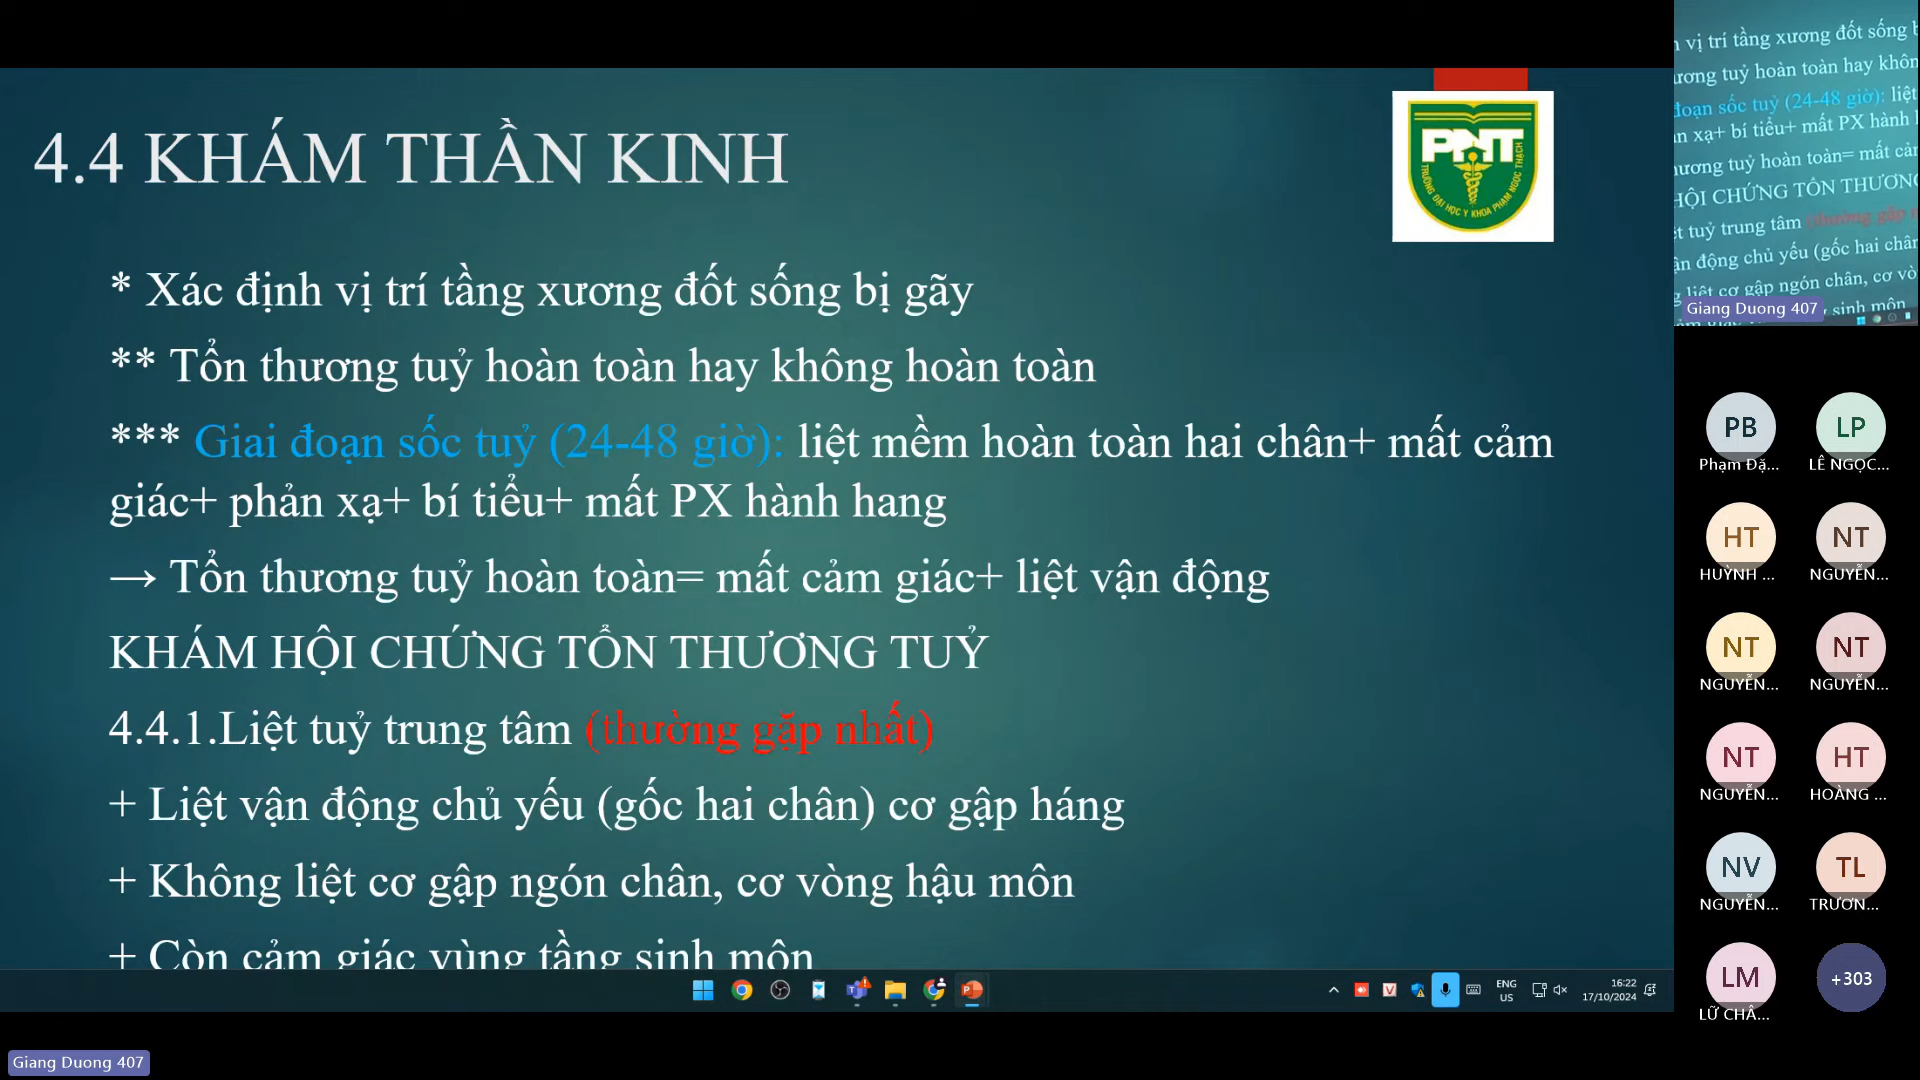 4.4 KHÁM THẦN KINH
PNT
TRƯỜNG ĐẠI HỌC Y KHOA PHẠM NGỌC THẠCH
* Xác định vị trí tầng xương đốt sống bị gãy
** Tổn thương tuỷ hoàn toàn hay không hoàn toàn
*** Giai đoạn sốc tuỷ (24-48 giờ): liệt mềm hoàn toàn hai chân+ mất cảm
giác+ phản xạ+ bí tiểu+ mất PX hành hang
→ Tổn thương tuỷ hoàn toàn= mất cảm giác+ liệt vận động
KHÁM HỘI CHỨNG TỔN THƯƠNG TUỶ
4.4.1.Liệt tuỷ trung tâm (thường gặp nhất)
+ Liệt vận động chủ yếu (gốc hai chân) cơ gập háng
+ Không liệt cơ gập ngón chân, cơ vòng hậu môn
+ Còn cảm giác vùng tầng sinh môn
ENG
US
16:22
17/10/2024
Giang Duong 407
vị trí tầng xương đốt sống
ương tuỷ hoàn toàn hay khôn
đoạn sốc tuỷ (24-48 giờ): liệt
n xạ+ bí tiểu+ mất PX hành
ương tuỷ hoàn toàn= mất cảm
HỘI CHỨNG TỔN THƯƠNG
t tuỷ trung tâm (thường gặp
ận động chủ yếu (gốc hai chân
g liệt cơ gập ngón chân, cơ vò
sinh môn
Giang Duong 407
PB
Phạm Đặ...
LP
LÊ NGỌC...
HT
HUỲNH ...
NT
NGUYỄN...
NT
NGUYỄN...
NT
NGUYỄN...
NT
NGUYỄN...
HT
HOÀNG ...
NV
NGUYỄN...
TL
TRƯƠN...
LM
LỮ CHÂ...
+303